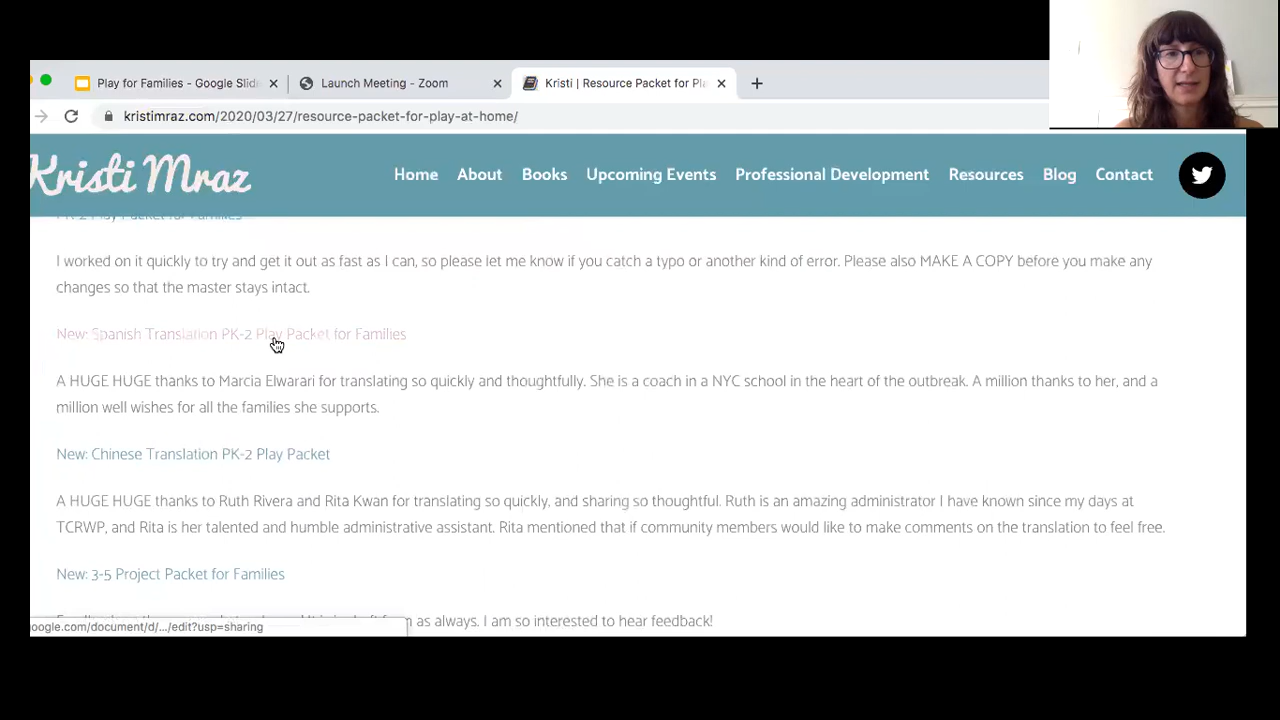 Play for Families - Google Slide
Launch Meeting - Zoom
Kristi | Resource Packet for Pla
kristimraz.com/2020/03/27/resource-packet-for-play-at-home/
Kristi Mraz
Home About Books Upcoming Events Professional Development Resources Blog Contact
PK-2 Play Packet for Families
I worked on it quickly to try and get it out as fast as I can, so please let me know if you catch a typo or another kind of error. Please also MAKE A COPY before you make any
changes so that the master stays intact.
New: Spanish Translation PK-2 Play Packet for Families
A HUGE HUGE thanks to Marcia Elwarari for translating so quickly and thoughtfully. She is a coach in a NYC school in the heart of the outbreak. A million thanks to her, and a
million well wishes for all the families she supports.
New: Chinese Translation PK-2 Play Packet
A HUGE HUGE thanks to Ruth Rivera and Rita Kwan for translating so quickly, and sharing so thoughtful. Ruth is an amazing administrator I have known since my days at
TCRWP, and Rita is her talented and humble administrative assistant. Rita mentioned that if community members would like to make comments on the translation to feel free.
New: 3-5 Project Packet for Families
as always. I am so interested to hear feedback!
oogle.com/document/d/.../edit?usp=sharing